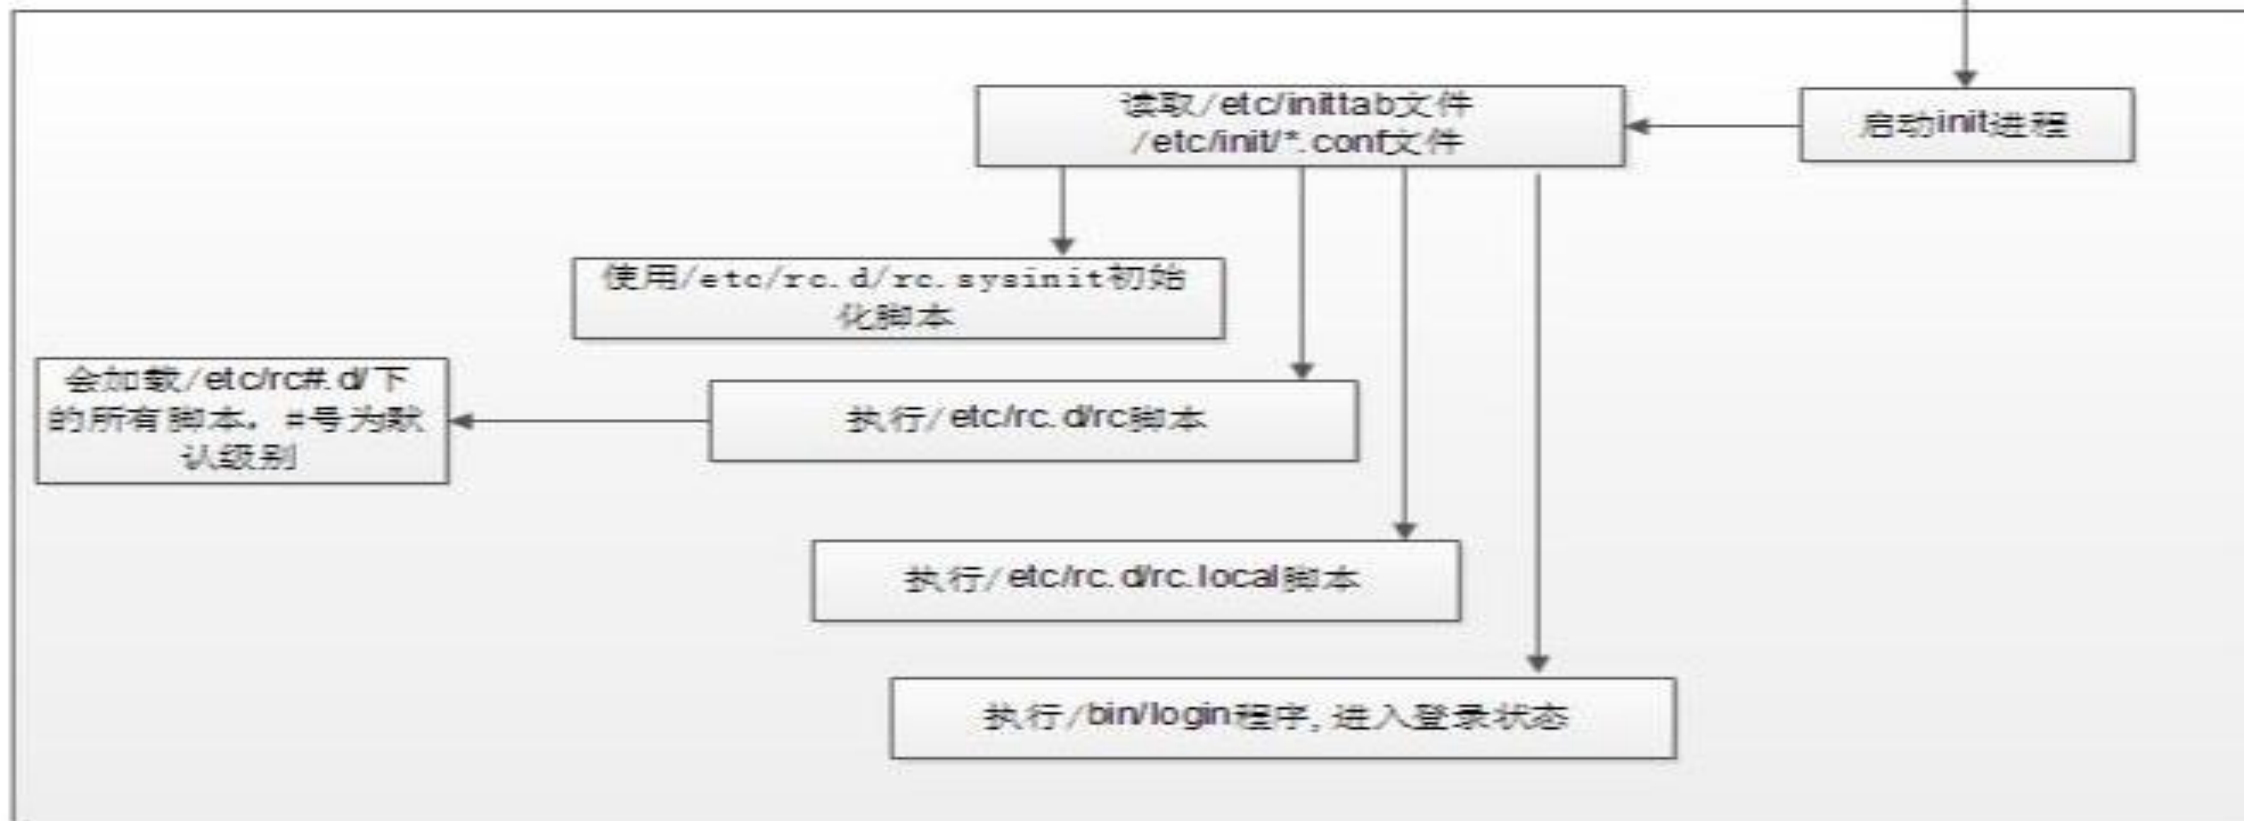 读取/etc/inittab文件
/etc/init/*.conf文件
启动init进程
使用/etc/rc.d/rc.sysinit初始
化脚本
会加载/etc/rc#.d/下
的所有脚本，#号为默
认级别
执行/etc/rc.d/rc脚本
执行/etc/rc.d/rc.local脚本
执行/bin/login程序,进入登录状态